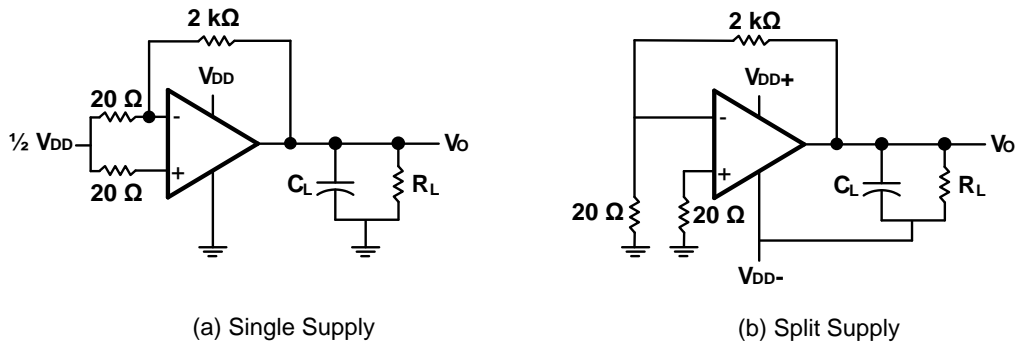 2 kΩ
VDD
20 Ω
-
½ VDD
+
20 Ω
VO
CL
RL
(a) Single Supply
2 kΩ
VDD+
-
+
VO
CL
RL
20 Ω
20 Ω
VDD-
(b) Split Supply